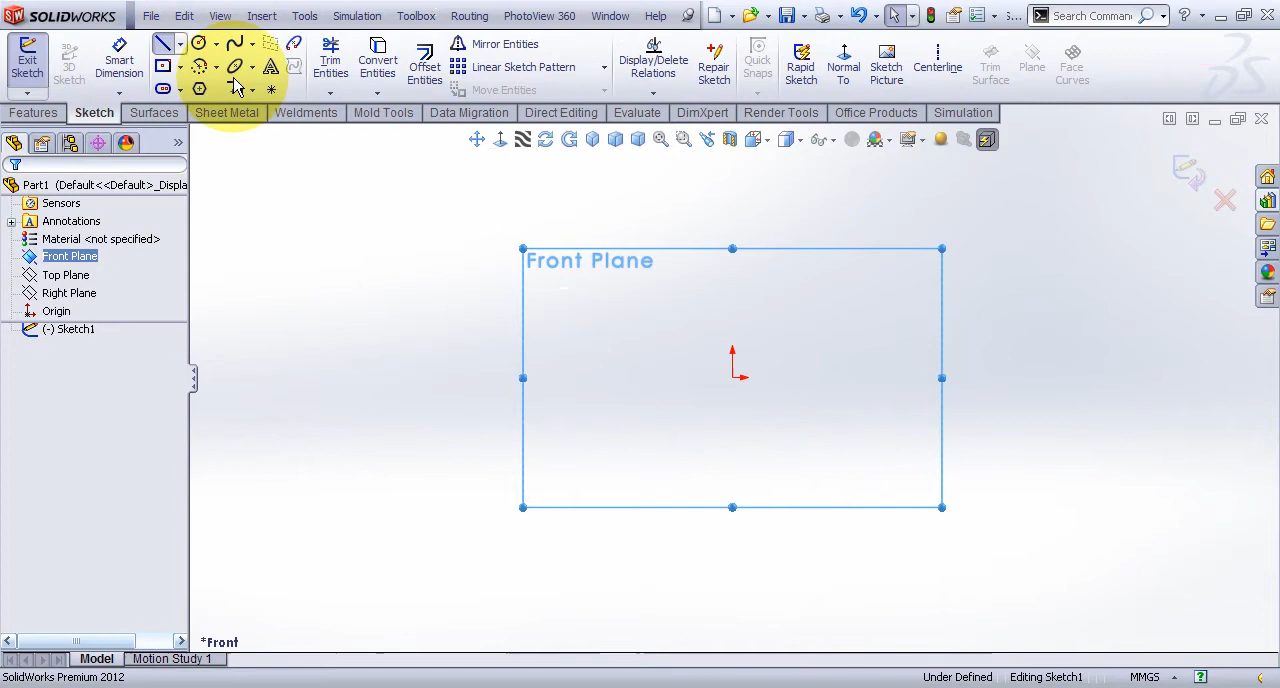 SOLIDWORKS File Edit View Insert Tools Simulation Toolbox Routing PhotoView 360 Window Help S... Search Comman
Exit Sketch
3D Sketch
Smart Dimension
Trim Entities
Convert Entities
Offset Entities
Mirror Entities
Linear Sketch Pattern
Move Entities
Display/Delete Relations
Repair Sketch
Quick Snaps
Rapid Sketch
Normal To
Sketch Picture
Centerline
Trim Surface
Plane
Face Curves
Features Sketch Surfaces Sheet Metal Weldments Mold Tools Data Migration Direct Editing Evaluate DimXpert Render Tools Office Products Simulation
Part1 (Default<<Default>_Displa
Sensors
Annotations
Material <not specified>
Front Plane
Top Plane
Right Plane
Origin
(-) Sketch1
Front Plane
*Front
Model Motion Study 1
SolidWorks Premium 2012 Under Defined Editing Sketch1 MMGS